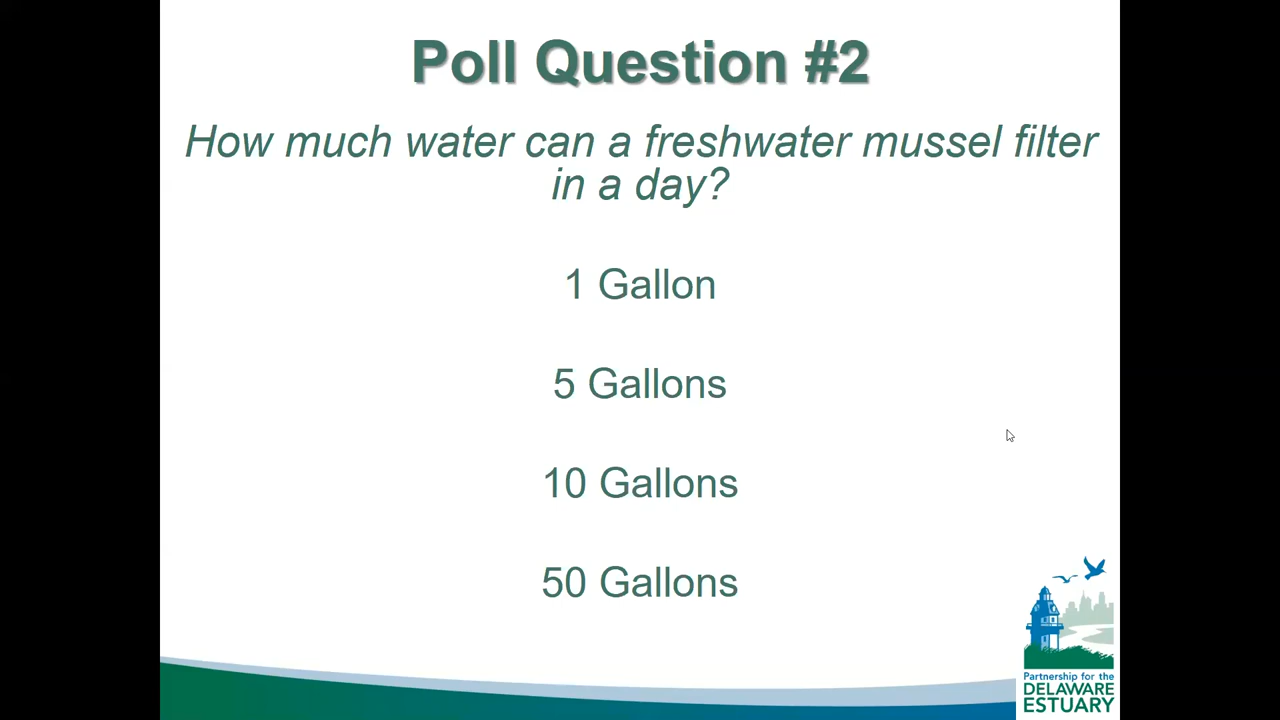 Poll Question #2
How much water can a freshwater mussel filter
in a day?
1 Gallon
5 Gallons
10 Gallons
50 Gallons
Partnership for the
DELAWARE
ESTUARY